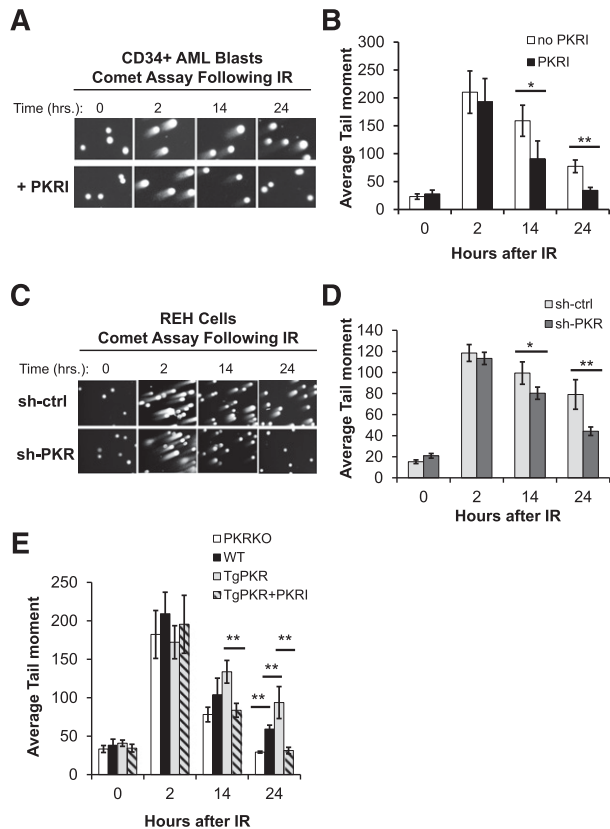 A
CD34+ AML Blasts
Comet Assay Following IR
Time (hrs.): 0 2 14 24
+ PKRI
B
no PKRI
PKRI
300
250
200
150
100
50
0
Average Tail moment
*
**
0 2 14 24
Hours after IR
C
REH Cells
Comet Assay Following IR
Time (hrs.): 0 2 14 24
sh-ctrl
sh-PKR
D
sh-ctrl
sh-PKR
140
120
100
80
60
40
20
0
Average Tail moment
*
**
0 2 14 24
Hours after IR
E
PKRKO
WT
TgPKR
TgPKR+PKRI
250
200
150
100
50
0
Average Tail moment
**
**
**
**
0 2 14 24
Hours after IR